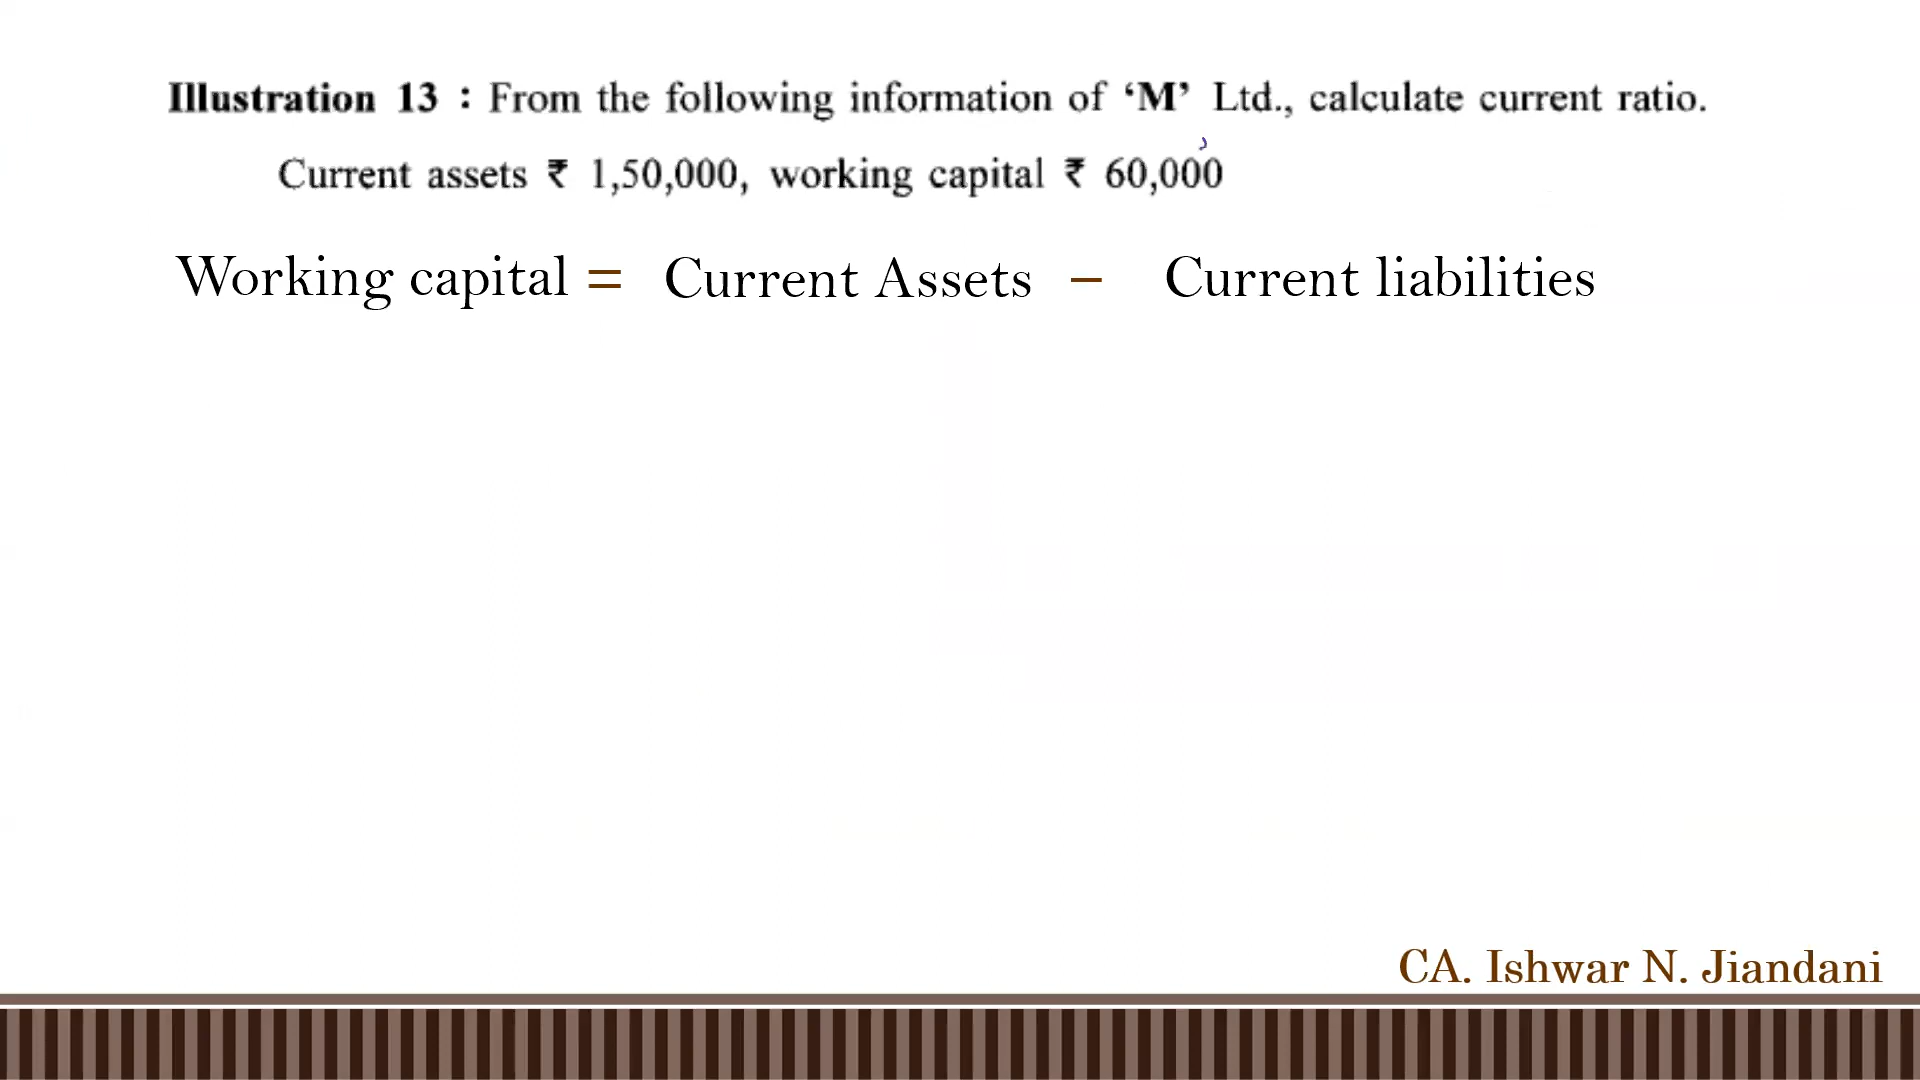 Illustration 13 : From the following information of ‘M’ Ltd., calculate current ratio.
Current assets ₹ 1,50,000, working capital ₹ 60,000
Working capital = Current Assets – Current liabilities
CA. Ishwar N. Jiandani